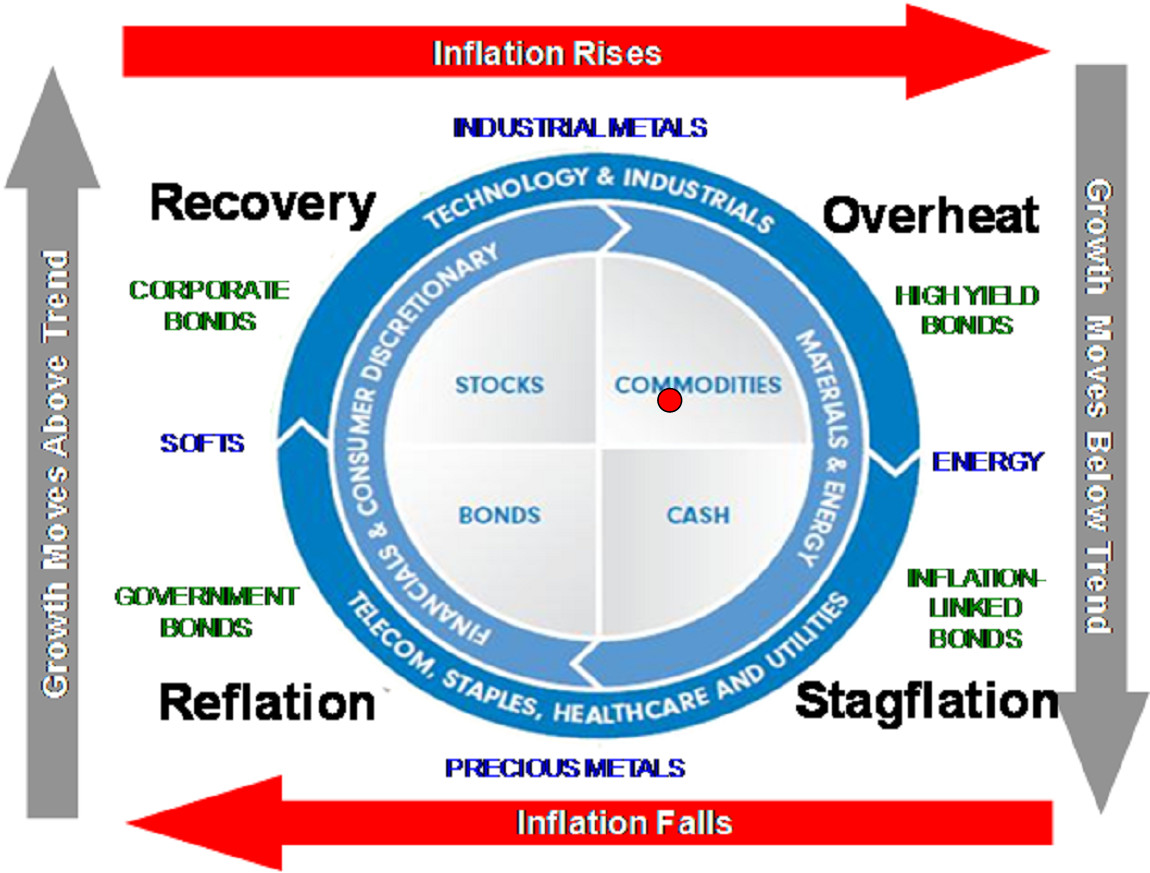 Inflation Rises
INDUSTRIAL METALS
Recovery
Overheat
TECHNOLOGY & INDUSTRIALS
CORPORATE
BONDS
HIGH YIELD
BONDS
FINANCIALS & CONSUMER DISCRETIONARY
MATERIALS & ENERGY
STOCKS
COMMODITIES
Growth Moves Above Trend
Growth Moves Below Trend
SOFTS
ENERGY
BONDS
CASH
GOVERNMENT
BONDS
INFLATION-
LINKED
BONDS
TELECOM, STAPLES, HEALTHCARE AND UTILITIES
Reflation
Stagflation
PRECIOUS METALS
Inflation Falls